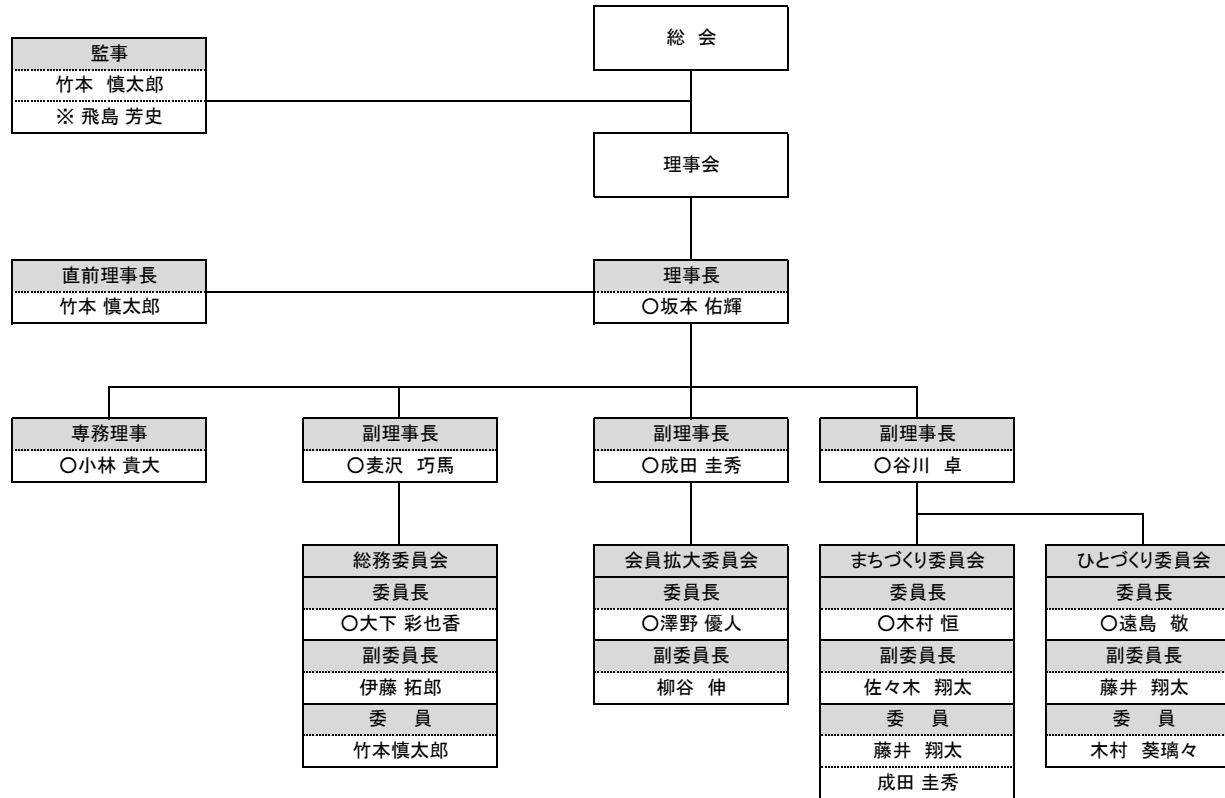 総 会
監事
竹本 慎太郎
※ 飛島 芳史
理事会
直前理事長
竹本 慎太郎
理事長
〇坂本 佑輝
専務理事
〇小林 貴大
副理事長
〇麦沢 巧馬
副理事長
〇成田 圭秀
副理事長
〇谷川 卓
総務委員会
委員長
〇大下 彩也香
副委員長
伊藤 拓郎
委 員
竹本慎太郎
会員拡大委員会
委員長
〇澤野 優人
副委員長
柳谷 伸
まちづくり委員会
委員長
〇木村 恒
副委員長
佐々木 翔太
委 員
藤井 翔太
成田 圭秀
ひとづくり委員会
委員長
〇遠島 敬
副委員長
藤井 翔太
委 員
木村 葵璃々